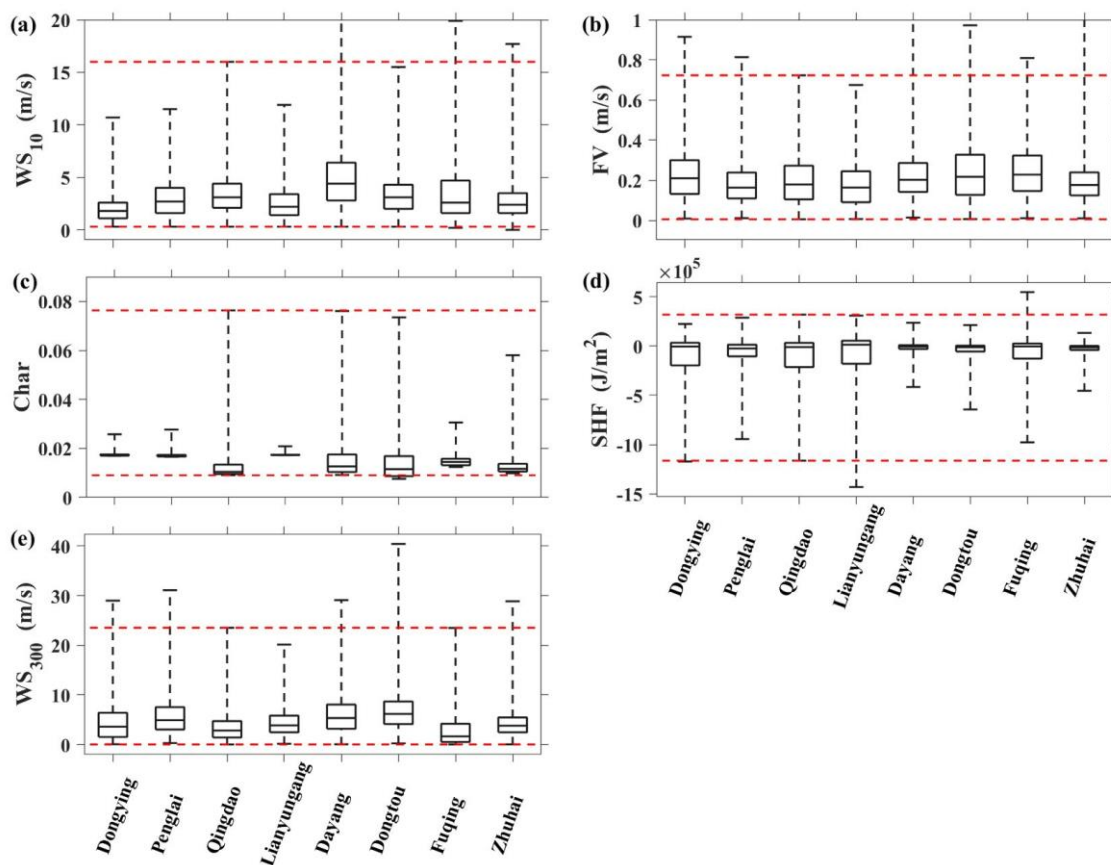 (a)
WS10 (m/s)
20
15
10
5
0
(b)
FV (m/s)
1
0.8
0.6
0.4
0.2
0
(c)
Char
0.08
0.06
0.04
0.02
0
(d)
SHF (J/m²)
×10⁵
5
0
-5
-10
-15
Dongying
Penglai
Qingdao
Lianyungang
Dayang
Dongtou
Fuqing
Zhuhai
(e)
WS300 (m/s)
40
30
20
10
0
Dongying
Penglai
Qingdao
Lianyungang
Dayang
Dongtou
Fuqing
Zhuhai